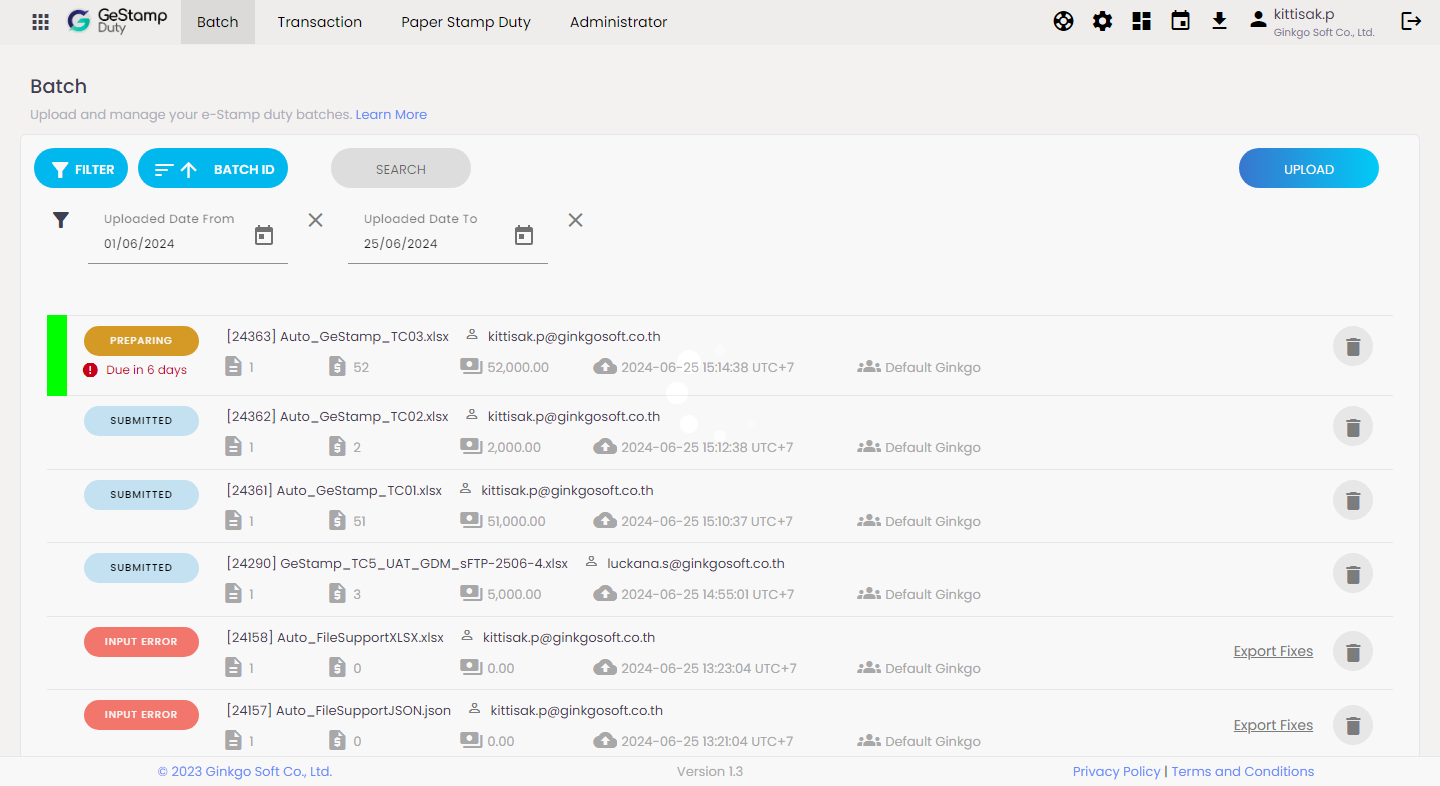 GeStamp Duty Batch Transaction Paper Stamp Duty Administrator kittisak.p
Ginkgo Soft Co., Ltd.
Batch
Upload and manage your e-Stamp duty batches. Learn More
FILTER BATCH ID SEARCH UPLOAD
Uploaded Date From Uploaded Date To
01/06/2024 25/06/2024
PREPARING [24363] Auto_GeStamp_TC03.xlsx kittisak.p@ginkgosoft.co.th
Due in 6 days 1 52 52,000.00 2024-06-25 15:14:38 UTC+7 Default Ginkgo
SUBMITTED [24362] Auto_GeStamp_TC02.xlsx kittisak.p@ginkgosoft.co.th
1 2 2,000.00 2024-06-25 15:12:38 UTC+7 Default Ginkgo
SUBMITTED [24361] Auto_GeStamp_TC01.xlsx kittisak.p@ginkgosoft.co.th
1 51 51,000.00 2024-06-25 15:10:37 UTC+7 Default Ginkgo
SUBMITTED [24290] GeStamp_TC5_UAT_GDM_sFTP-2506-4.xlsx luckana.s@ginkgosoft.co.th
1 3 5,000.00 2024-06-25 14:55:01 UTC+7 Default Ginkgo
INPUT ERROR [24158] Auto_FileSupportXLSX.xlsx kittisak.p@ginkgosoft.co.th
Export Fixes
1 0 0.00 2024-06-25 13:23:04 UTC+7 Default Ginkgo
INPUT ERROR [24157] Auto_FileSupportJSON.json kittisak.p@ginkgosoft.co.th
Export Fixes
1 0 0.00 2024-06-25 13:21:04 UTC+7 Default Ginkgo
© 2023 Ginkgo Soft Co., Ltd. Version 1.3 Privacy Policy | Terms and Conditions